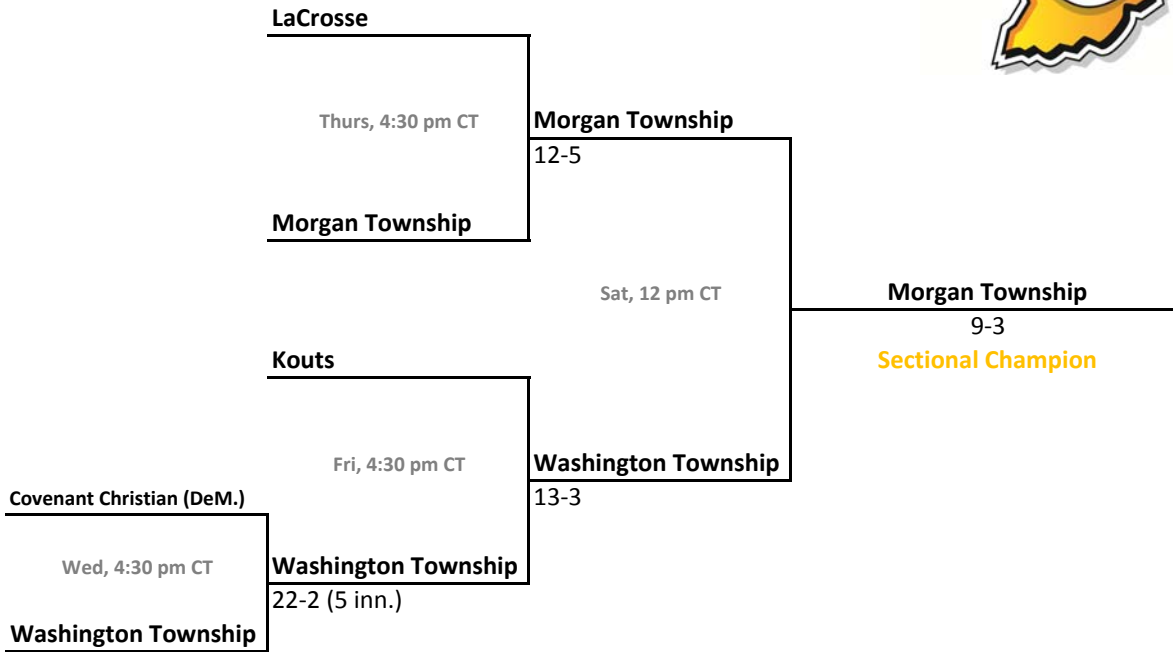 LaCrosse
Thurs, 4:30 pm CT
Morgan Township
12-5
Morgan Township
Sat, 12 pm CT
Morgan Township
9-3
Sectional Champion
Kouts
Fri, 4:30 pm CT
Washington Township
13-3
Covenant Christian (DeM.)
Wed, 4:30 pm CT
Washington Township
22-2 (5 inn.)
Washington Township